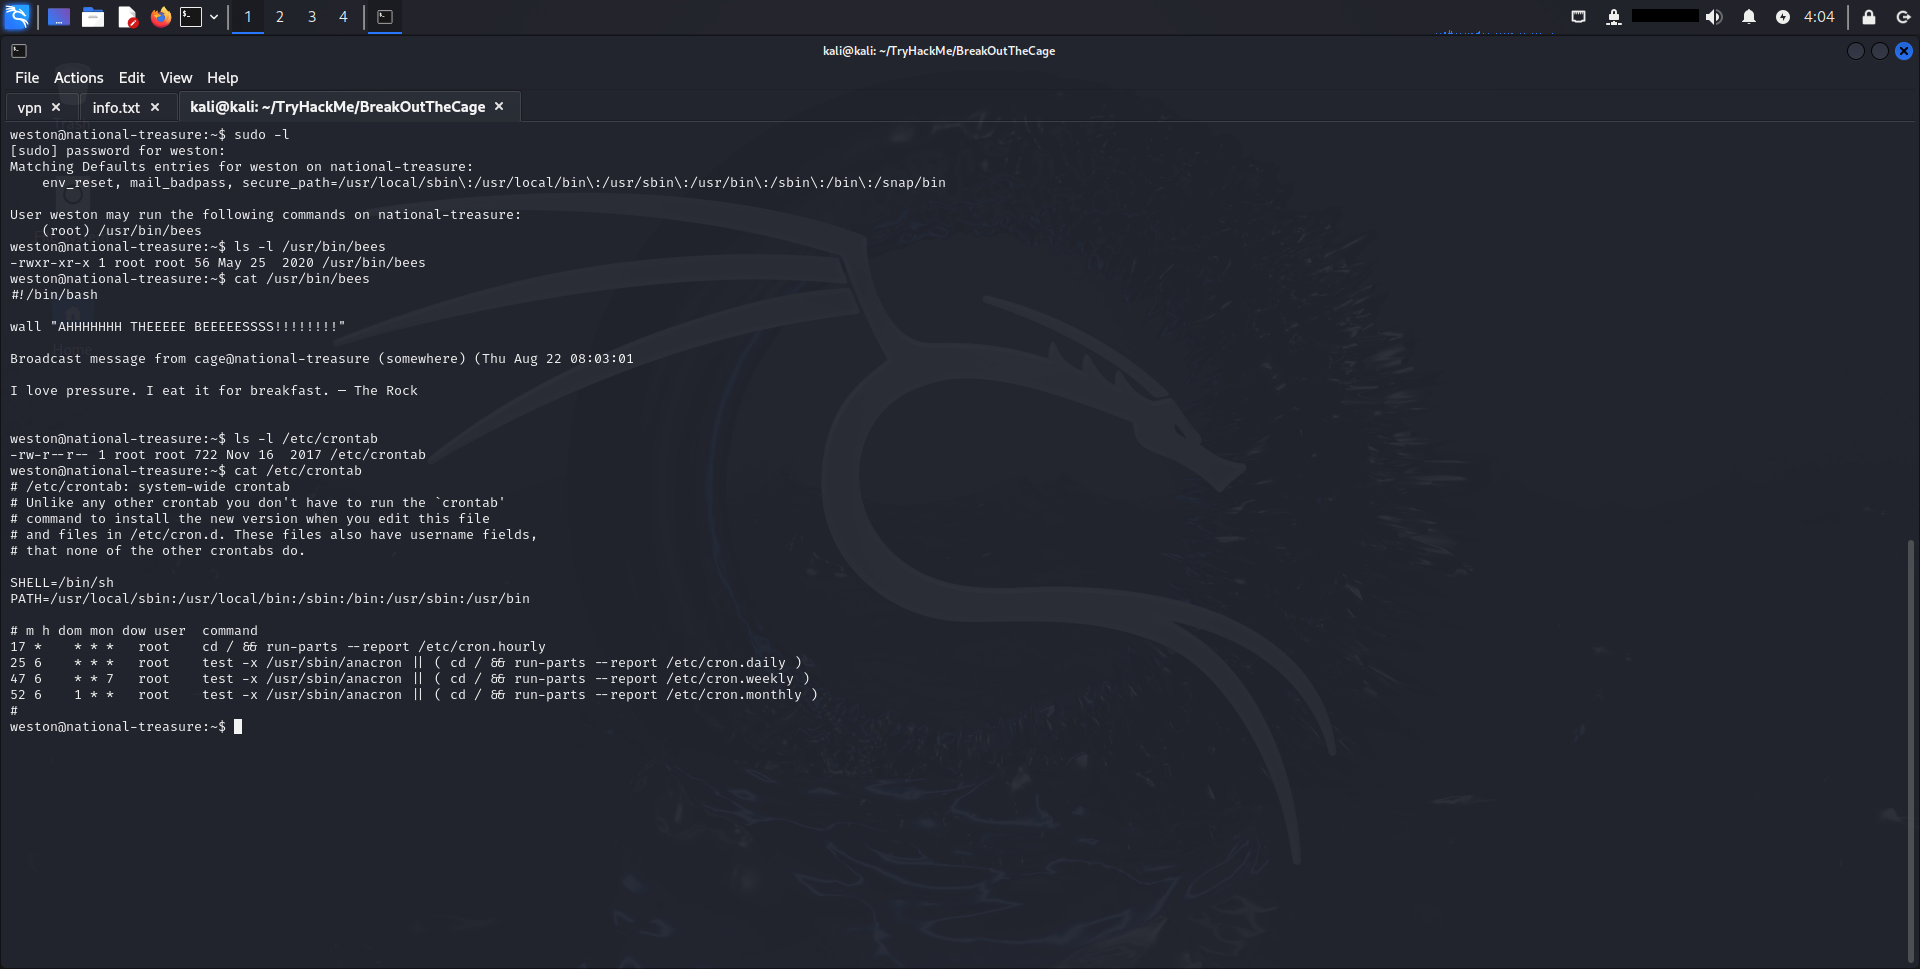 1 2 3 4
4:04
kali@kali: ~/TryHackMe/BreakOutTheCage
File Actions Edit View Help
vpn
info.txt
kali@kali: ~/TryHackMe/BreakOutTheCage
weston@national-treasure:~$ sudo -l
[sudo] password for weston:
Matching Defaults entries for weston on national-treasure:
    env_reset, mail_badpass, secure_path=/usr/local/sbin\:/usr/local/bin\:/usr/sbin\:/usr/bin\:/sbin\:/bin\:/snap/bin
User weston may run the following commands on national-treasure:
    (root) /usr/bin/bees
weston@national-treasure:~$ ls -l /usr/bin/bees
-rwxr-xr-x 1 root root 56 May 25  2020 /usr/bin/bees
weston@national-treasure:~$ cat /usr/bin/bees
#!/bin/bash
wall "AHHHHHHH THEEEEE BEEEEESSSS!!!!!!!!"
Broadcast message from cage@national-treasure (somewhere) (Thu Aug 22 08:03:01
I love pressure. I eat it for breakfast. — The Rock
weston@national-treasure:~$ ls -l /etc/crontab
-rw-r--r-- 1 root root 722 Nov 16  2017 /etc/crontab
weston@national-treasure:~$ cat /etc/crontab
# /etc/crontab: system-wide crontab
# Unlike any other crontab you don't have to run the `crontab'
# command to install the new version when you edit this file
# and files in /etc/cron.d. These files also have username fields,
# that none of the other crontabs do.
SHELL=/bin/sh
PATH=/usr/local/sbin:/usr/local/bin:/sbin:/bin:/usr/sbin:/usr/bin
# m h dom mon dow user  command
17 *    * * *   root    cd / && run-parts --report /etc/cron.hourly
25 6    * * *   root    test -x /usr/sbin/anacron || ( cd / && run-parts --report /etc/cron.daily )
47 6    * * 7   root    test -x /usr/sbin/anacron || ( cd / && run-parts --report /etc/cron.weekly )
52 6    1 * *   root    test -x /usr/sbin/anacron || ( cd / && run-parts --report /etc/cron.monthly )
#
weston@national-treasure:~$